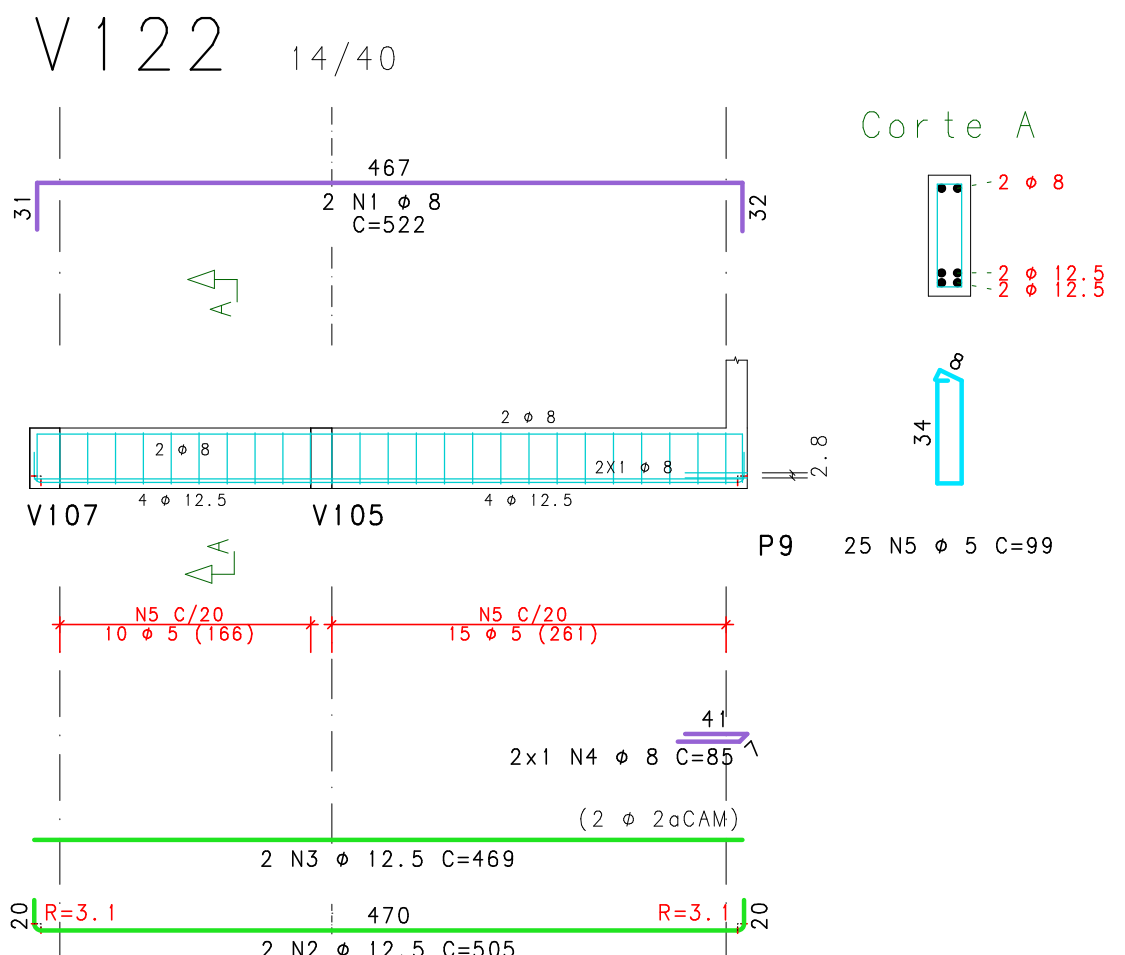 V122 14/40
Corte A
467
31
32
2 N1 ф 8
C=522
2 ф 8
2 ф 12.5
2 ф 12.5
A
8
34
2 ф 8
2 ф 8
2X1 ф 8
2.8
4 ф 12.5
4 ф 12.5
V107
V105
P9
25 N5 ф 5 C=99
A
N5 C/20
10 ф 5 (166)
N5 C/20
15 ф 5 (261)
41
7
2x1 N4 ф 8 C=85
(2 ф 2aCAM)
2 N3 ф 12.5 C=469
20
R=3.1
470
R=3.1
20
2 N2 ф 12.5 C=505